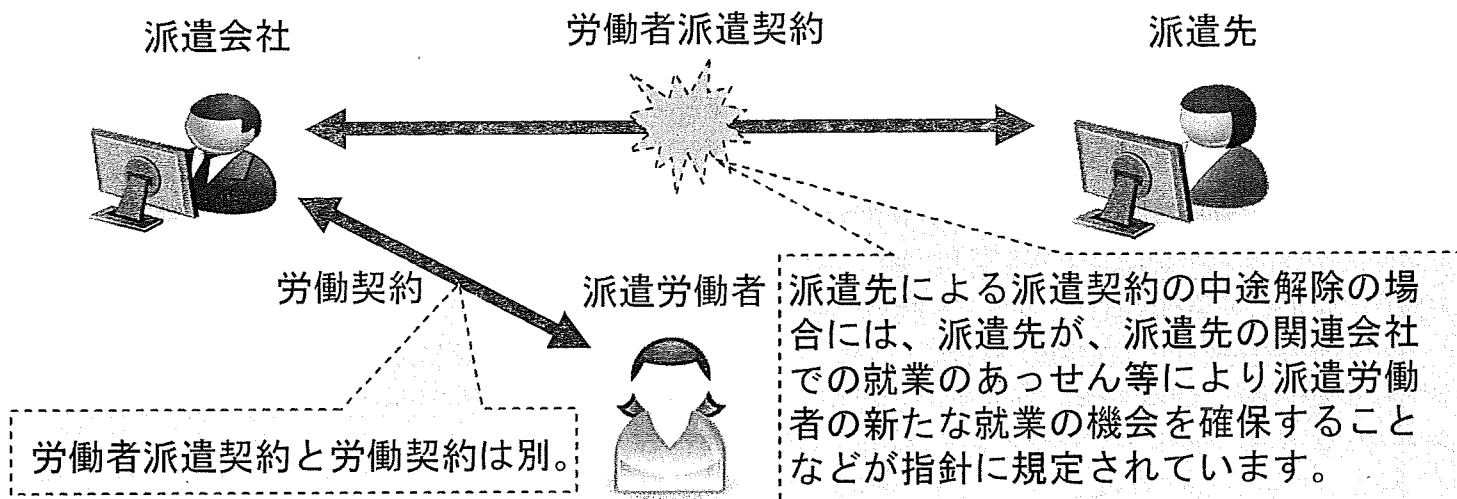 派遣会社
労働者派遣契約
派遣先
労働契約
派遣労働者
派遣先による派遣契約の中途解除の場
合には、派遣先が、派遣先の関連会社
での就業のあっせん等により派遣労働
者の新たな就業の機会を確保すること
などが指針に規定されています。
労働者派遣契約と労働契約は別。